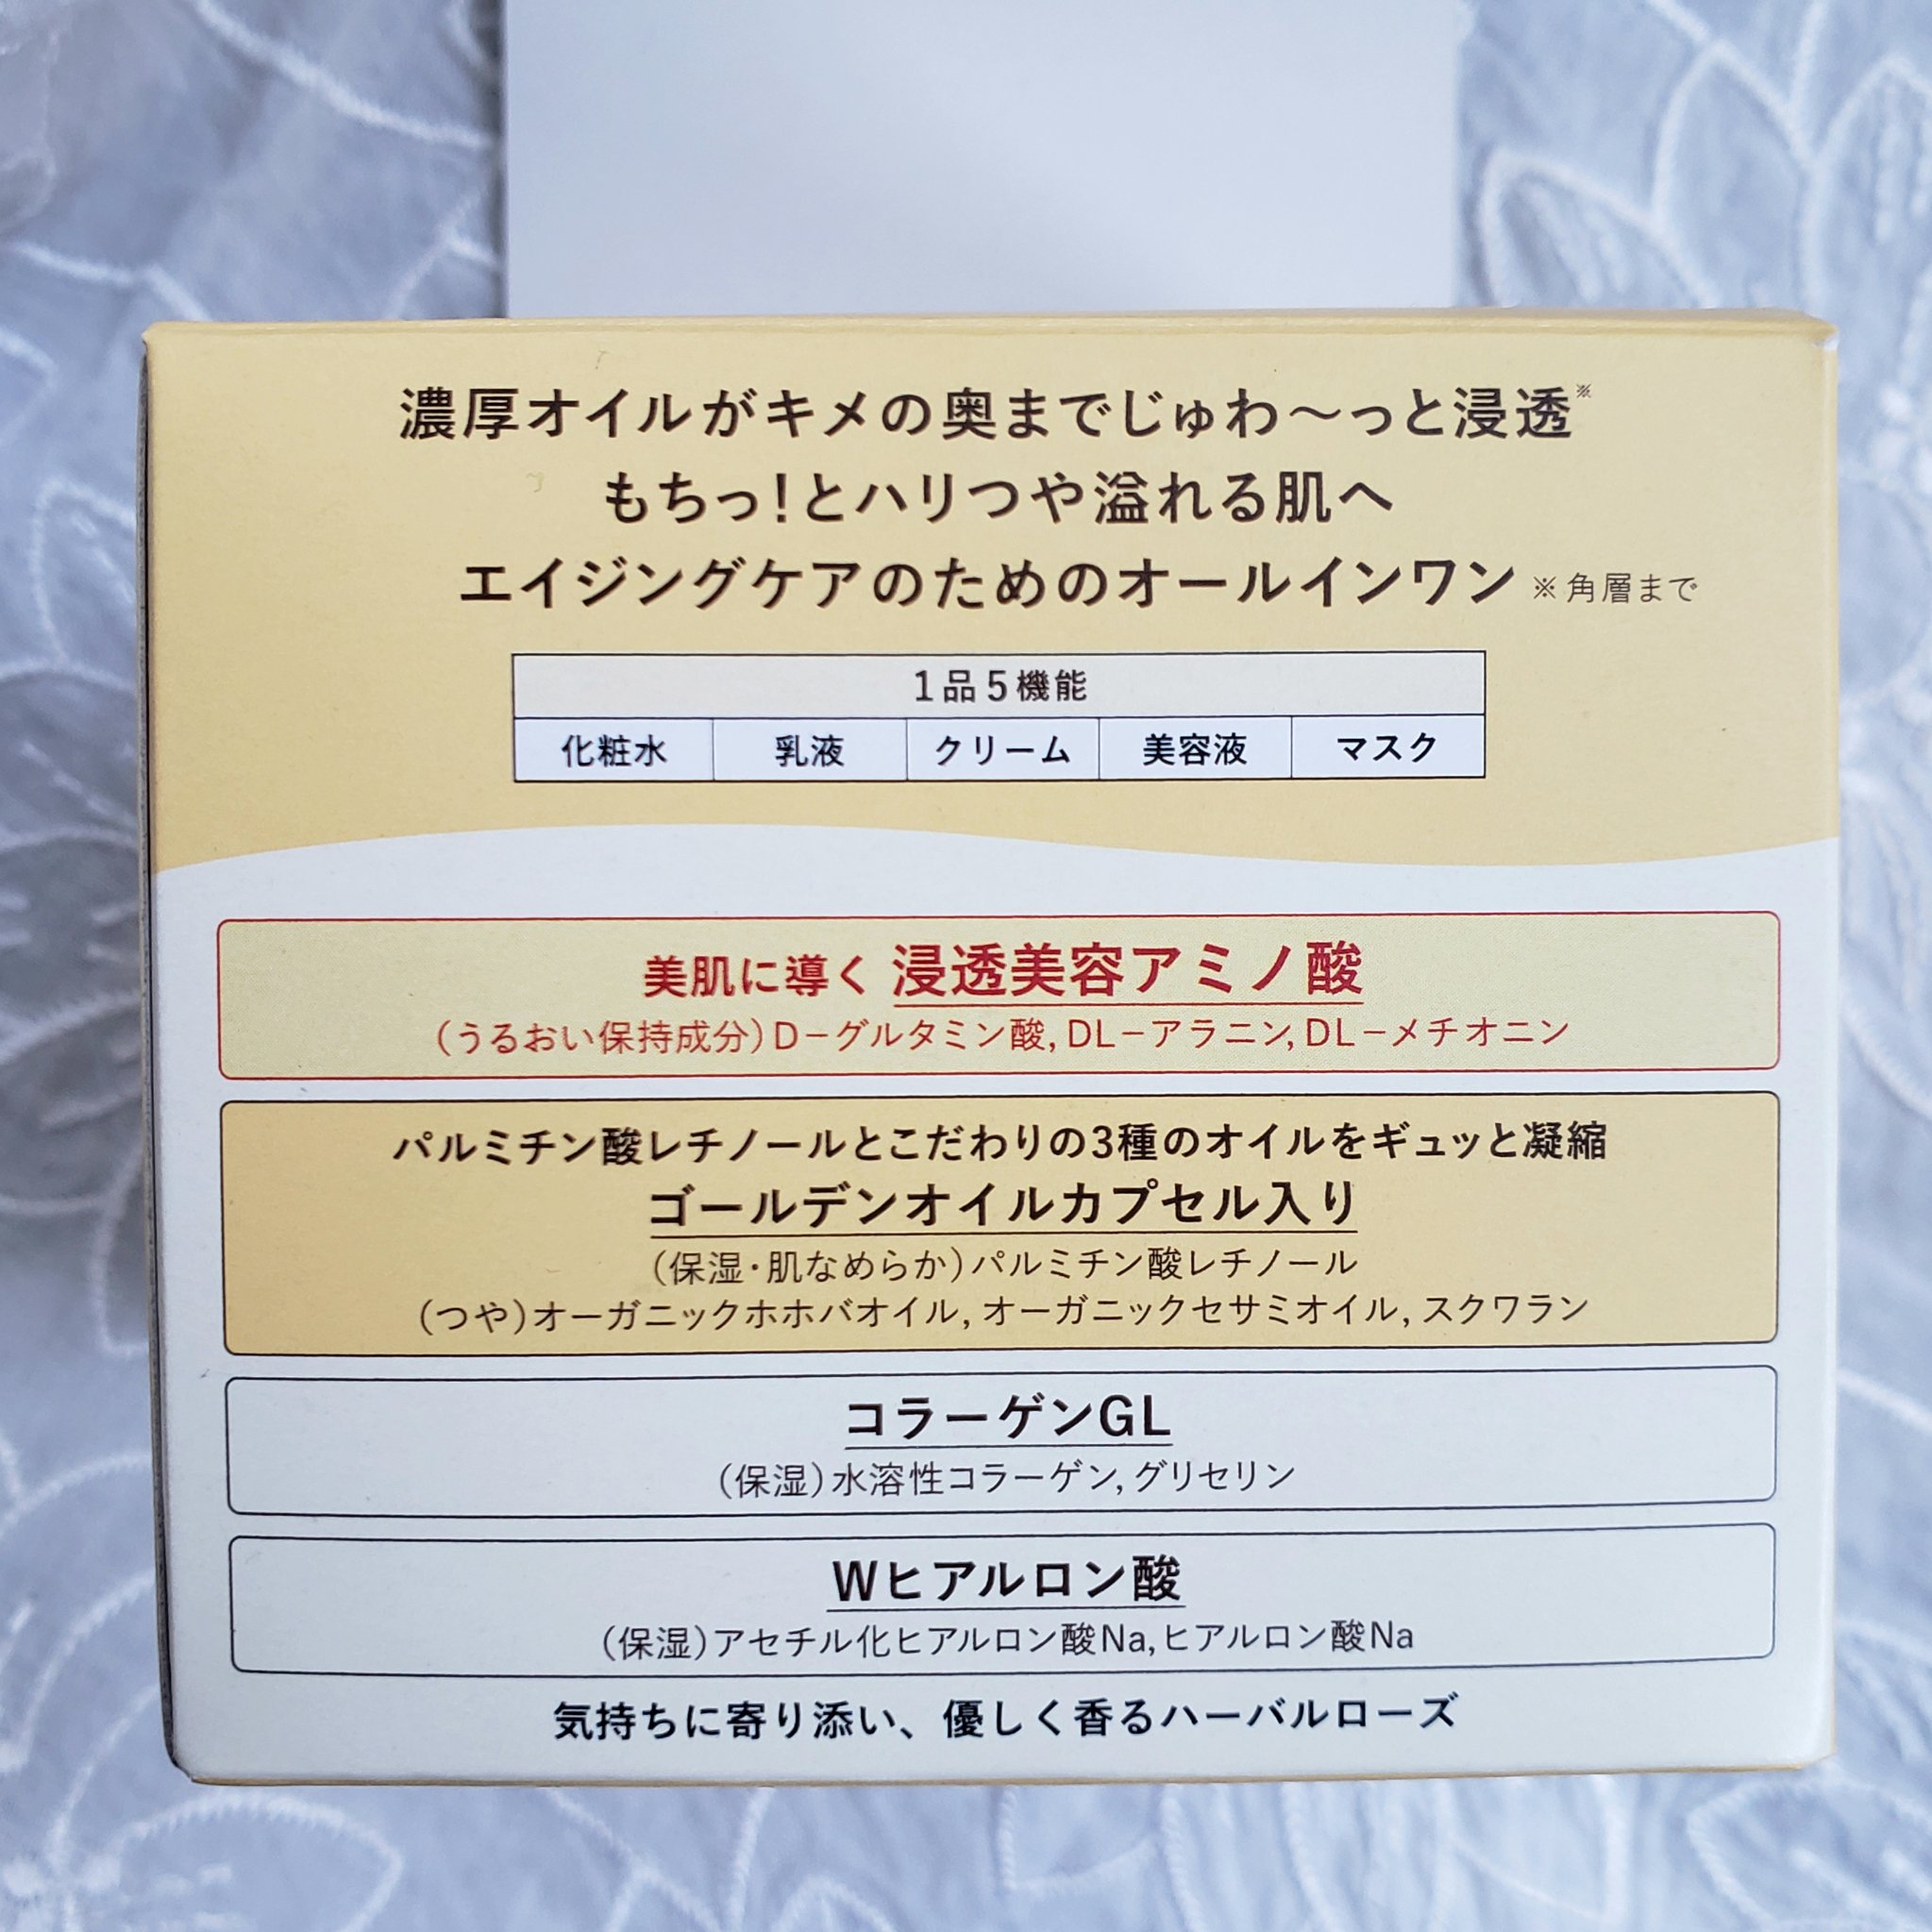 濃厚オイルがキメの奥までじゅわ〜っと浸透※
もちっ!とハリつや溢れる肌へ
エイジングケアのためのオールインワン ※角層まで
1品5機能
化粧水 乳液 クリーム 美容液 マスク
美肌に導く 浸透美容アミノ酸
(うるおい保持成分)D−グルタミン酸, DL−アラニン, DL−メチオニン
パルミチン酸レチノールとこだわりの3種のオイルをギュッと凝縮
ゴールデンオイルカプセル入り
(保湿・肌なめらか)パルミチン酸レチノール
(つや)オーガニックホホバオイル, オーガニックセサミオイル, スクワラン
コラーゲンGL
(保湿)水溶性コラーゲン, グリセリン
Wヒアルロン酸
(保湿)アセチル化ヒアルロン酸Na, ヒアルロン酸Na
気持ちに寄り添い、優しく香るハーバルローズ